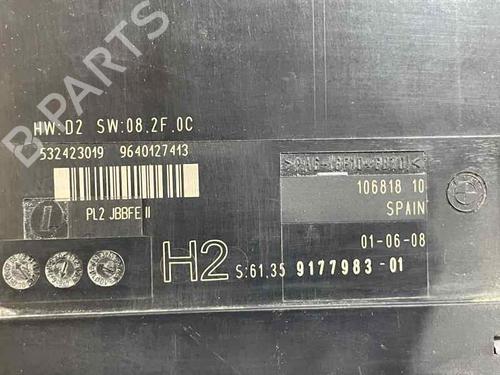 B PARTS
HW:D2 SW:08.2F.0C
532423019 9640127413
PL2 JBBFE II
106818 10
SPAIN
01-06-08
H2 S:61.35 9177983-01